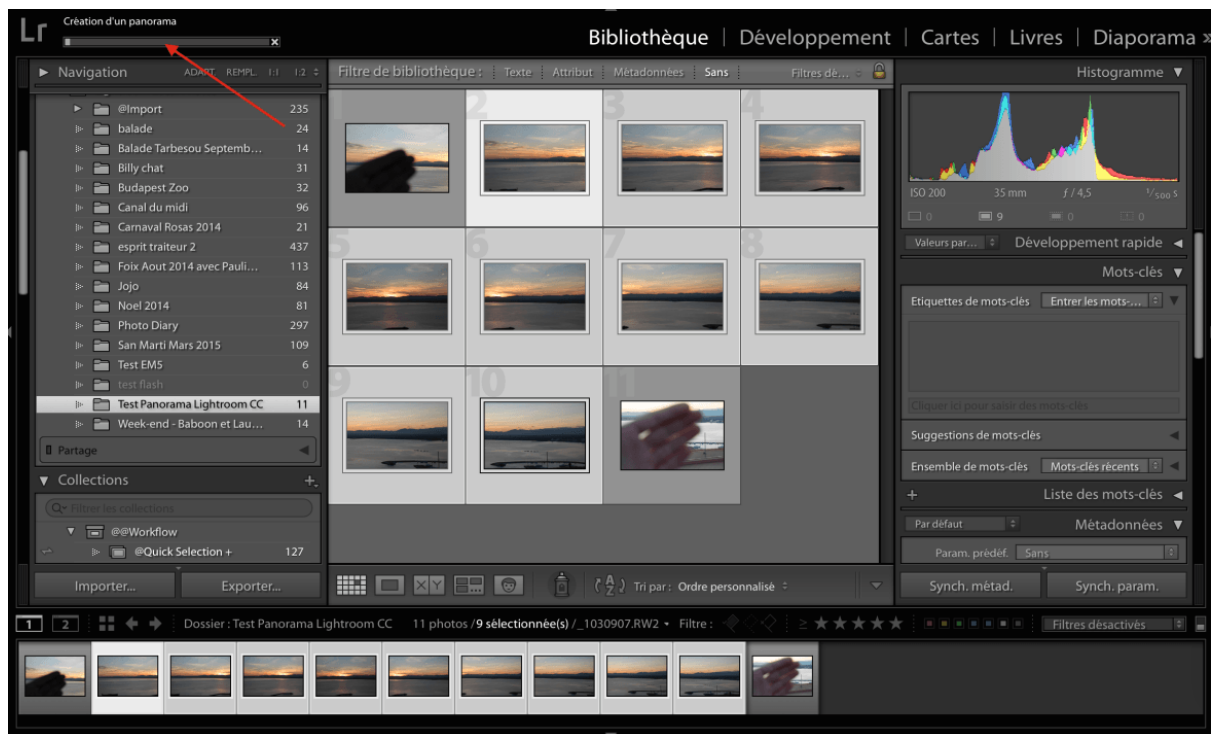 Lr
Création d'un panorama
Bibliothèque | Développement | Cartes | Livres | Diaporama »
Navigation ADAPT. REMPL. 1:1 1:2
@Import 235
balade 24
Balade Tarbesou Septemb... 14
Billy chat 31
Budapest Zoo 32
Canal du midi 96
Carnaval Rosas 2014 21
esprit traiteur 2 437
Foix Aout 2014 avec Pauli... 113
Jojo 84
Noel 2014 81
Photo Diary 297
San Marti Mars 2015 109
Test EM5 6
test flash 0
Test Panorama Lightroom CC 11
Week-end - Baboon et Lau... 14
Partage
Collections +
Filtrer les collections
@@Workflow
@Quick Selection + 127
Importer... Exporter...
Filtre de bibliothèque : Texte Attribut Métadonnées Sans Filtres dé...
1 2 3 4
5 6 7 8
9 10 11
XY
A
Z
Tri par : Ordre personnalisé
Histogramme
ISO 200 35 mm f / 4,5 1/500 s
0 9 0 0
Valeurs par... Développement rapide
Mots-clés
Etiquettes de mots-clés Entrer les mots-...
Cliquer ici pour saisir des mots-clés
Suggestions de mots-clés
Ensemble de mots-clés Mots-clés récents
+ Liste des mots-clés
Par défaut Métadonnées
Param. prédéf. Sans
Synch. métad. Synch. param.
1 2 Dossier : Test Panorama Lightroom CC 11 photos /9 sélectionnée(s) /_1030907.RW2 Filtre : ≥ ★★★★★ Filtres désactivés